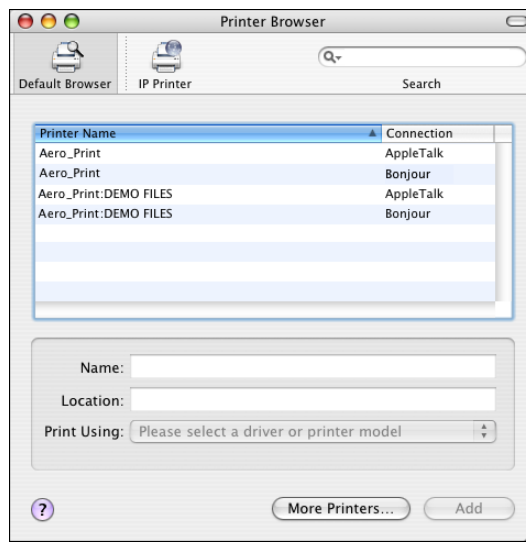 Printer Browser
Default Browser
IP Printer
Search
Printer Name Connection
Aero_Print AppleTalk
Aero_Print Bonjour
Aero_Print:DEMO FILES AppleTalk
Aero_Print:DEMO FILES Bonjour
Name:
Location:
Print Using: Please select a driver or printer model
? More Printers... Add